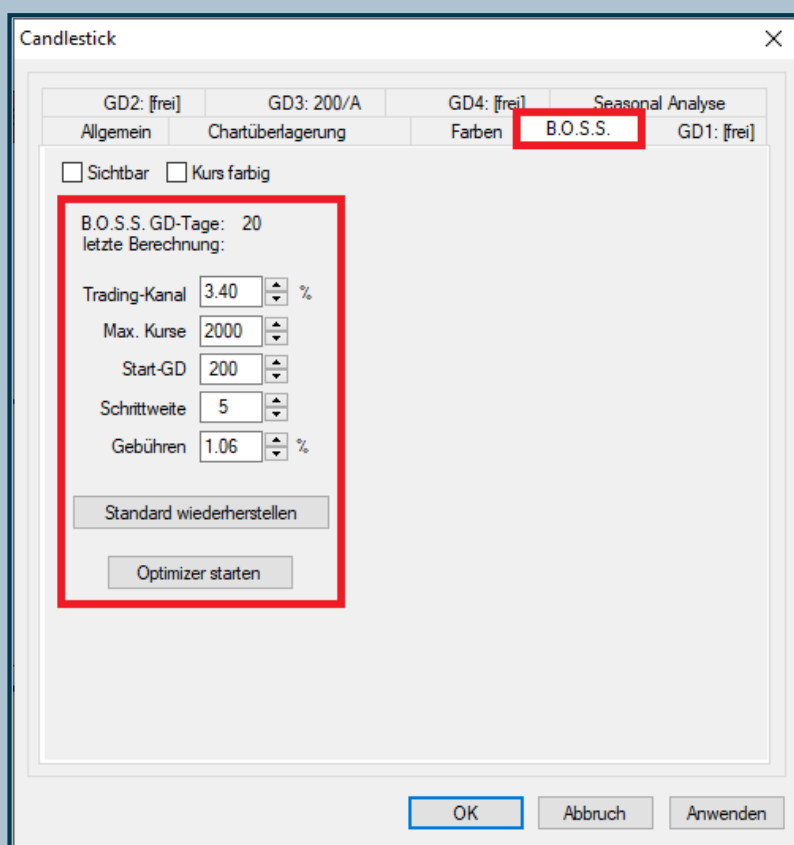 Candlestick
GD2: [frei] GD3: 200/A GD4: [frei] Seasonal Analyse
Allgemein Chartüberlagerung Farben B.O.S.S. GD1: [frei]
Sichtbar Kurs farbig
B.O.S.S. GD-Tage: 20
letzte Berechnung:
Trading-Kanal 3.40 %
Max. Kurse 2000
Start-GD 200
Schrittweite 5
Gebühren 1.06 %
Standard wiederherstellen
Optimizer starten
OK Abbruch Anwenden